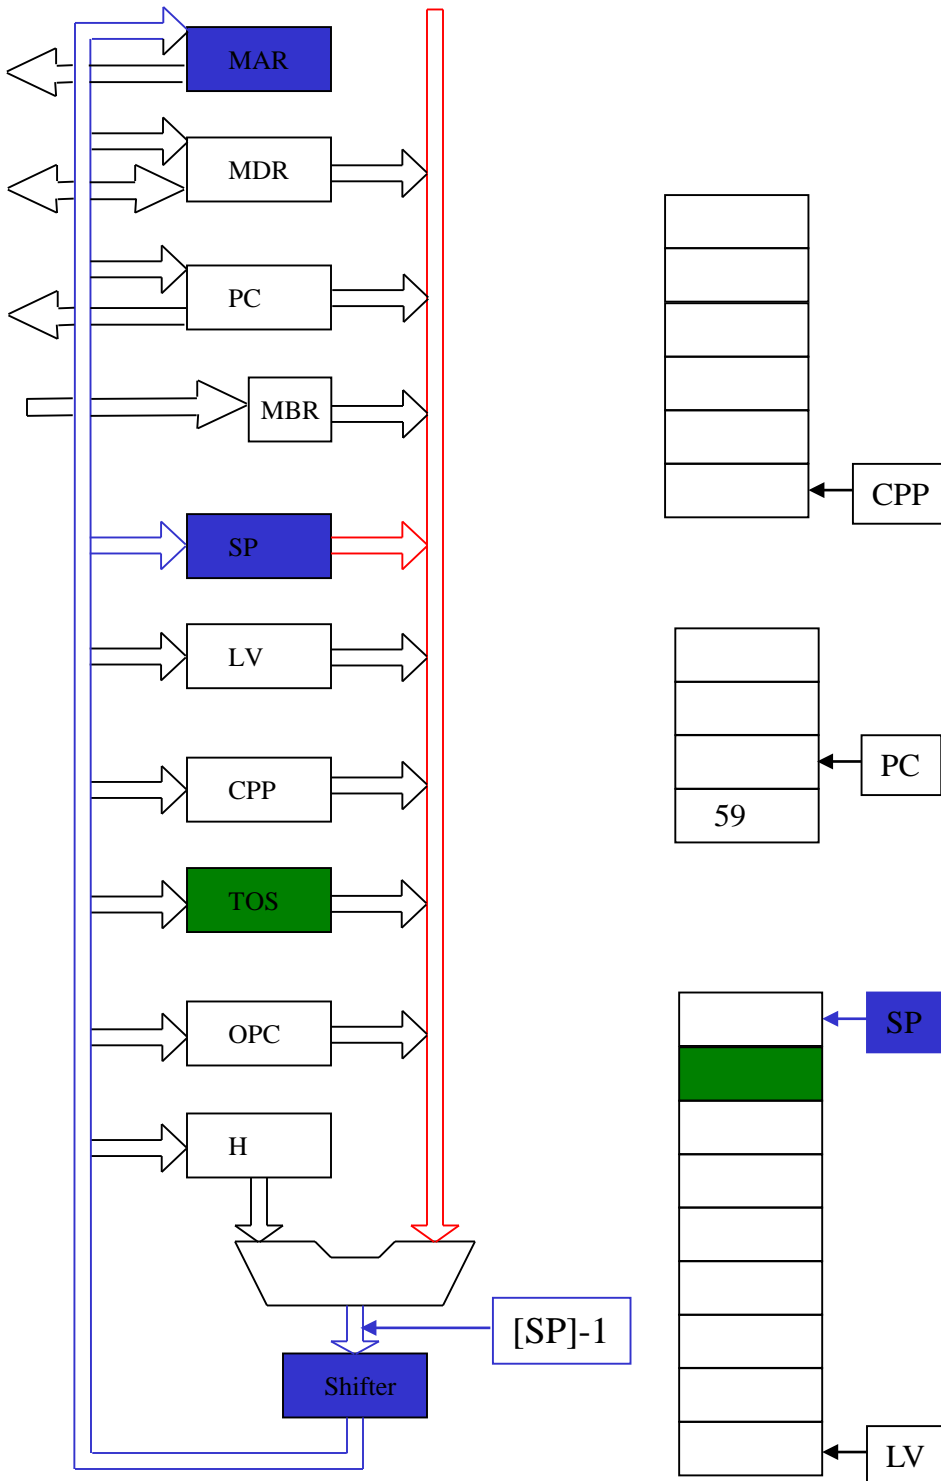 MAR
MDR
PC
MBR
SP
LV
CPP
TOS
OPC
H
[SP]-1
Shifter
CPP
PC
59
SP
LV